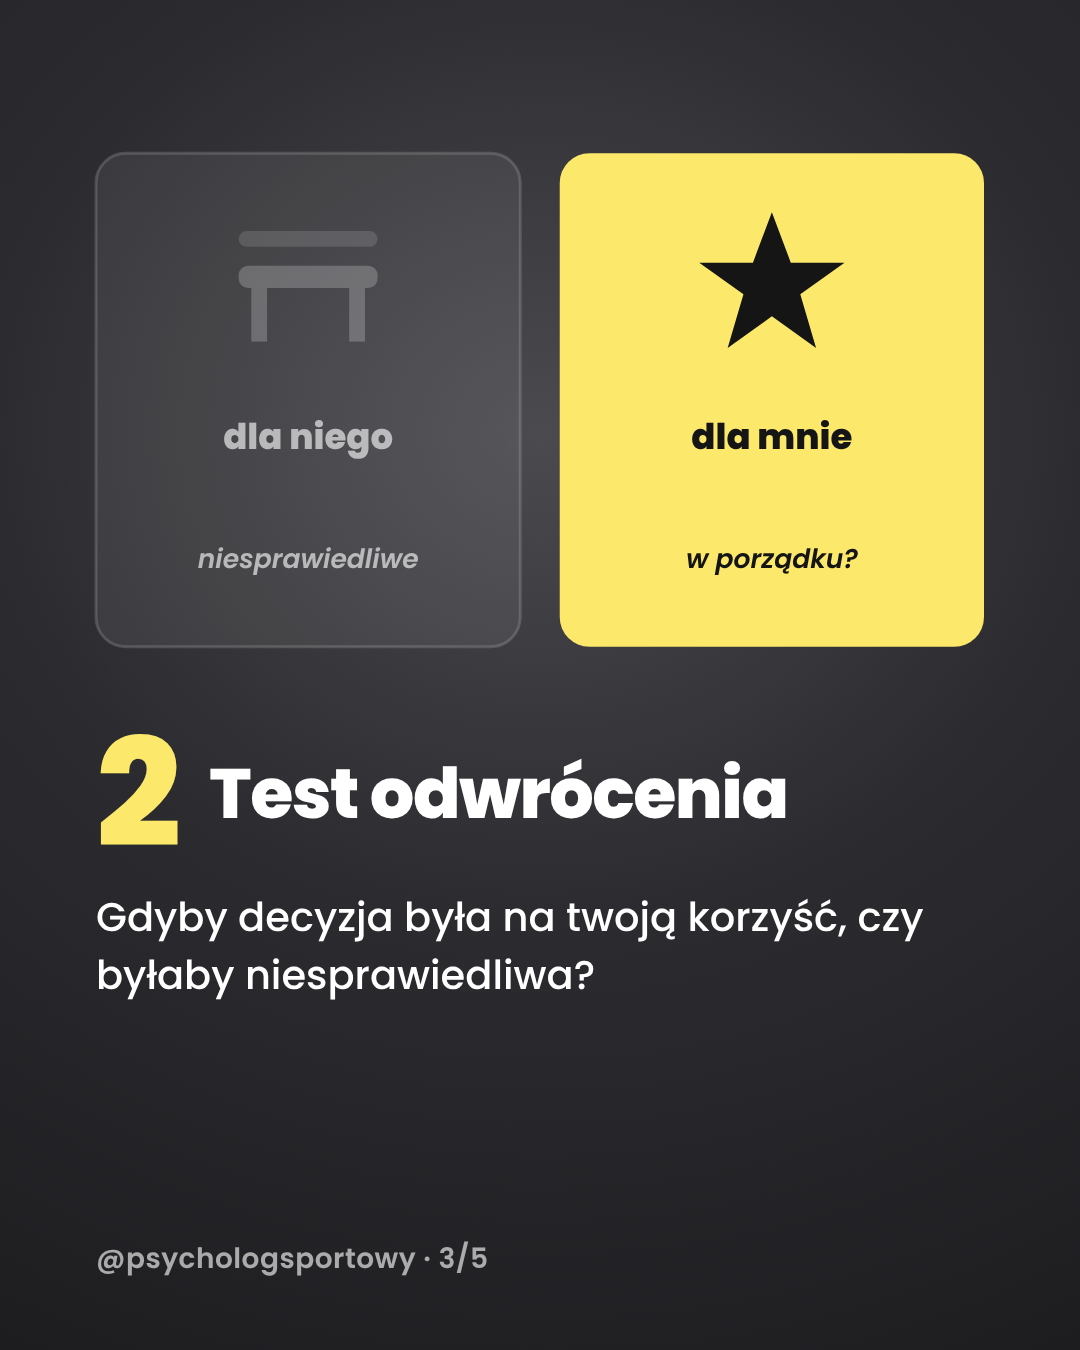 dla niego
niesprawiedliwe
dla mnie
w porządku?
2 Test odwrócenia
Gdyby decyzja była na twoją korzyść, czy
byłaby niesprawiedliwa?
@psychologsportowy · 3/5